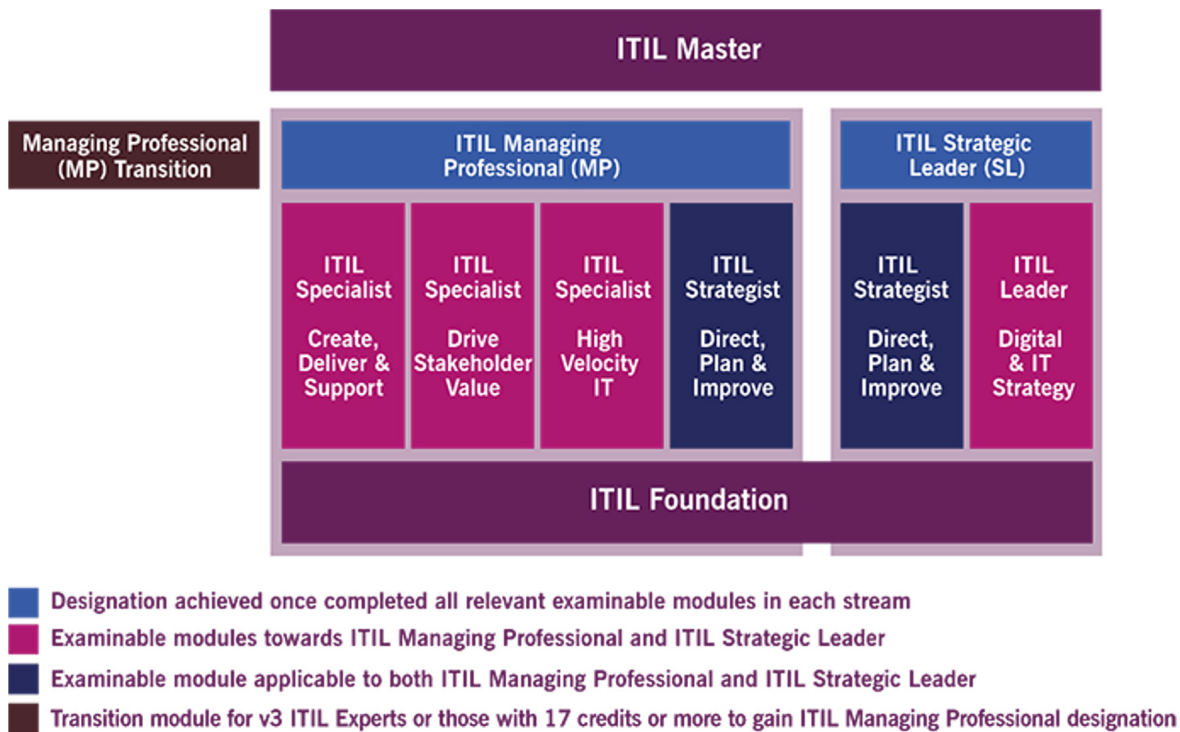 ITIL Master
Managing Professional
(MP) Transition
ITIL Managing
Professional (MP)
ITIL Strategic
Leader (SL)
ITIL
Specialist
Create,
Deliver &
Support
ITIL
Specialist
Drive
Stakeholder
Value
ITIL
Specialist
High
Velocity
IT
ITIL
Strategist
Direct,
Plan &
Improve
ITIL
Strategist
Direct,
Plan &
Improve
ITIL
Leader
Digital
& IT
Strategy
ITIL Foundation
Designation achieved once completed all relevant examinable modules in each stream
Examinable modules towards ITIL Managing Professional and ITIL Strategic Leader
Examinable module applicable to both ITIL Managing Professional and ITIL Strategic Leader
Transition module for v3 ITIL Experts or those with 17 credits or more to gain ITIL Managing Professional designation